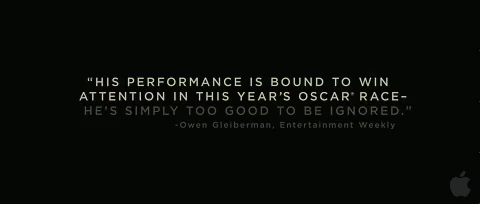 “HIS PERFORMANCE IS BOUND TO WIN
ATTENTION IN THIS YEAR’S OSCAR® RACE–
HE’S SIMPLY TOO GOOD TO BE IGNORED.”
-Owen Gleiberman, Entertainment Weekly